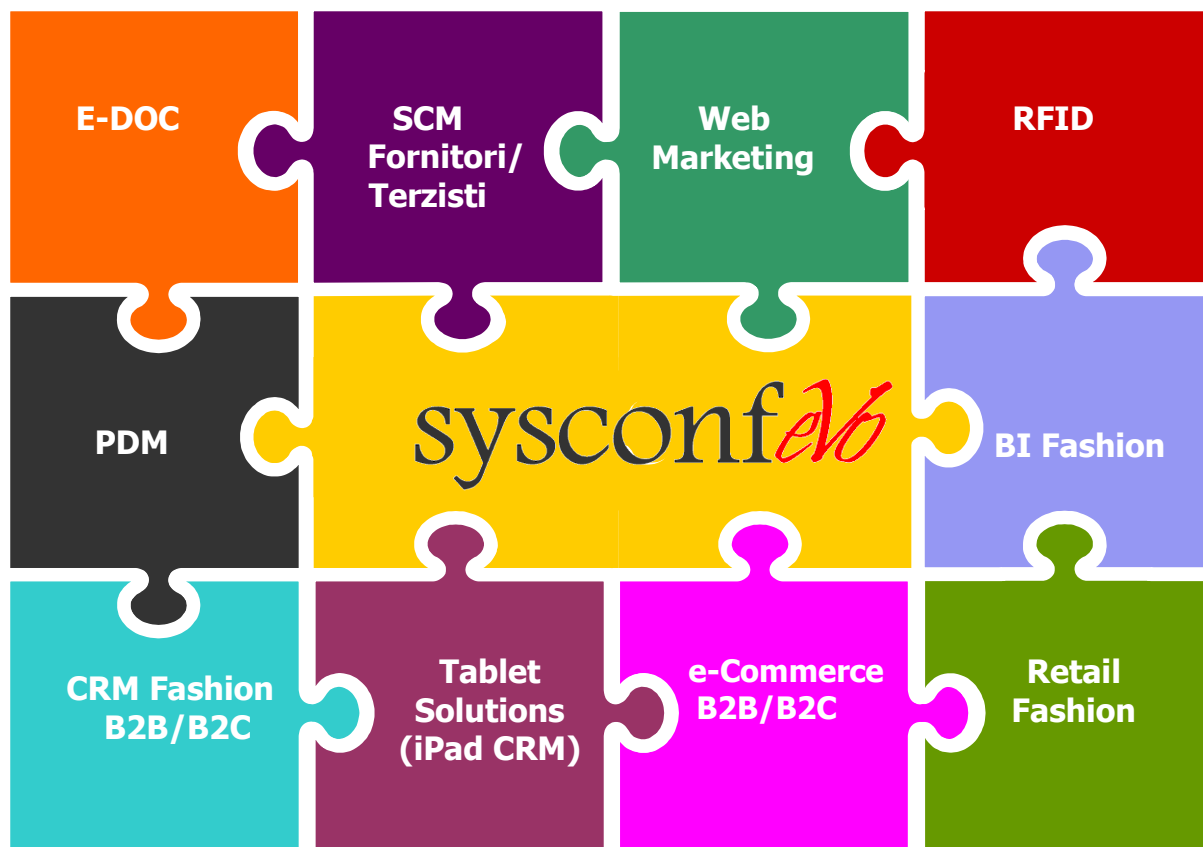 E-DOC
SCM
Fornitori/
Terzisti
Web
Marketing
RFID
PDM
sysconfeVo
BI Fashion
CRM Fashion
B2B/B2C
Tablet
Solutions
(iPad CRM)
e-Commerce
B2B/B2C
Retail
Fashion